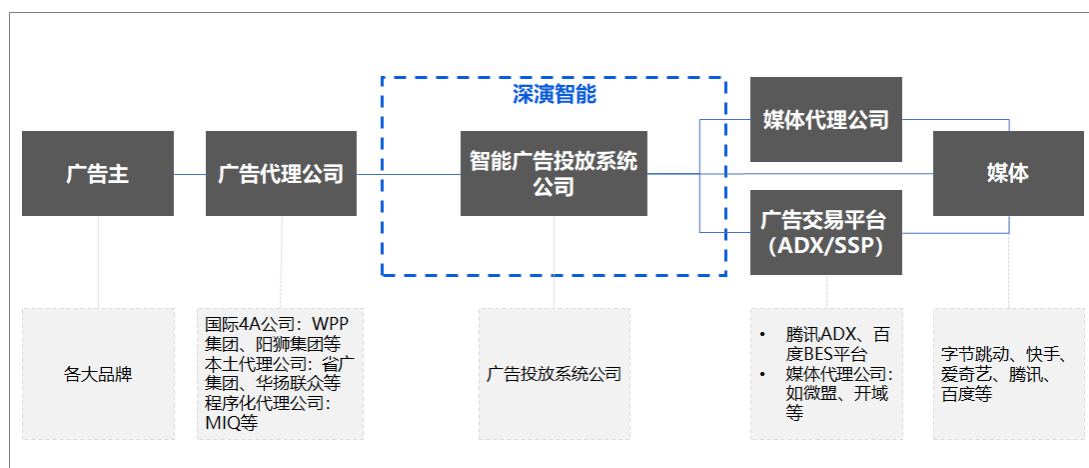 深演智能
广告主
广告代理公司
智能广告投放系统
公司
媒体代理公司
广告交易平台
（ADX/SSP）
媒体
各大品牌
国际4A公司：WPP
集团、阳狮集团等
本土代理公司：省广
集团、华扬联众等
程序化代理公司：
MIQ等
广告投放系统公司
• 腾讯ADX、百
度BES平台
• 媒体代理公司：
如微盟、开域
等
字节跳动、快手、
爱奇艺、腾讯、
百度等